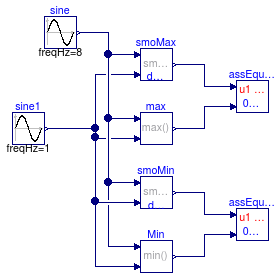 sine
freqHz=8
smoMax
sm...
d...
assEqu...
u1 ...
0...
sine1
freqHz=1
max
max()
smoMin
sm...
d...
assEqu...
u1 ...
0...
Min
min()